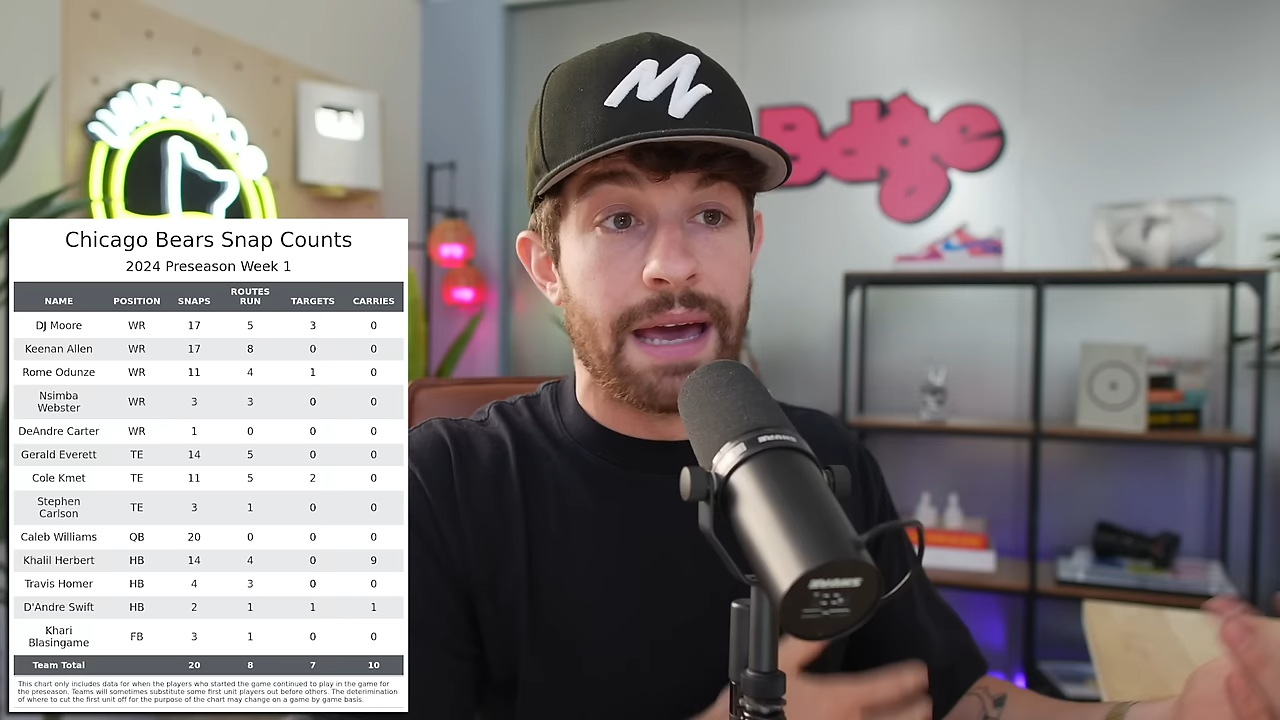 UNDERDOG
M
Bdge
Chicago Bears Snap Counts
2024 Preseason Week 1
NAME POSITION SNAPS ROUTES RUN TARGETS CARRIES
DJ Moore WR 17 5 3 0
Keenan Allen WR 17 8 0 0
Rome Odunze WR 11 4 1 0
Nsimba Webster WR 3 3 0 0
DeAndre Carter WR 1 0 0 0
Gerald Everett TE 14 5 0 0
Cole Kmet TE 11 5 2 0
Stephen Carlson TE 3 1 0 0
Caleb Williams QB 20 0 0 0
Khalil Herbert HB 14 4 0 9
Travis Homer HB 4 3 0 0
D'Andre Swift HB 2 1 1 1
Khari Blasingame FB 3 1 0 0
Team Total 20 8 7 10
This chart only includes data for when the players who started the game continued to play in the game for
the preseason. Teams will sometimes substitute some first unit players out before others. The determination
of where to cut the first unit off for the purpose of the chart may change on a game by game basis.